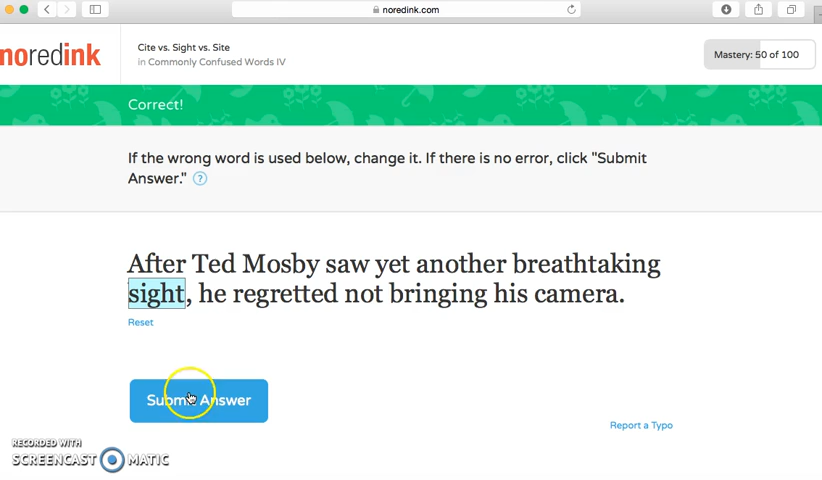 noredink.com
noredink
Cite vs. Sight vs. Site
in Commonly Confused Words IV
Mastery: 50 of 100
Correct!
If the wrong word is used below, change it. If there is no error, click "Submit
Answer." ?
After Ted Mosby saw yet another breathtaking
sight, he regretted not bringing his camera.
Reset
Submit Answer
Report a Typo
RECORDED WITH
SCREENCAST MATIC